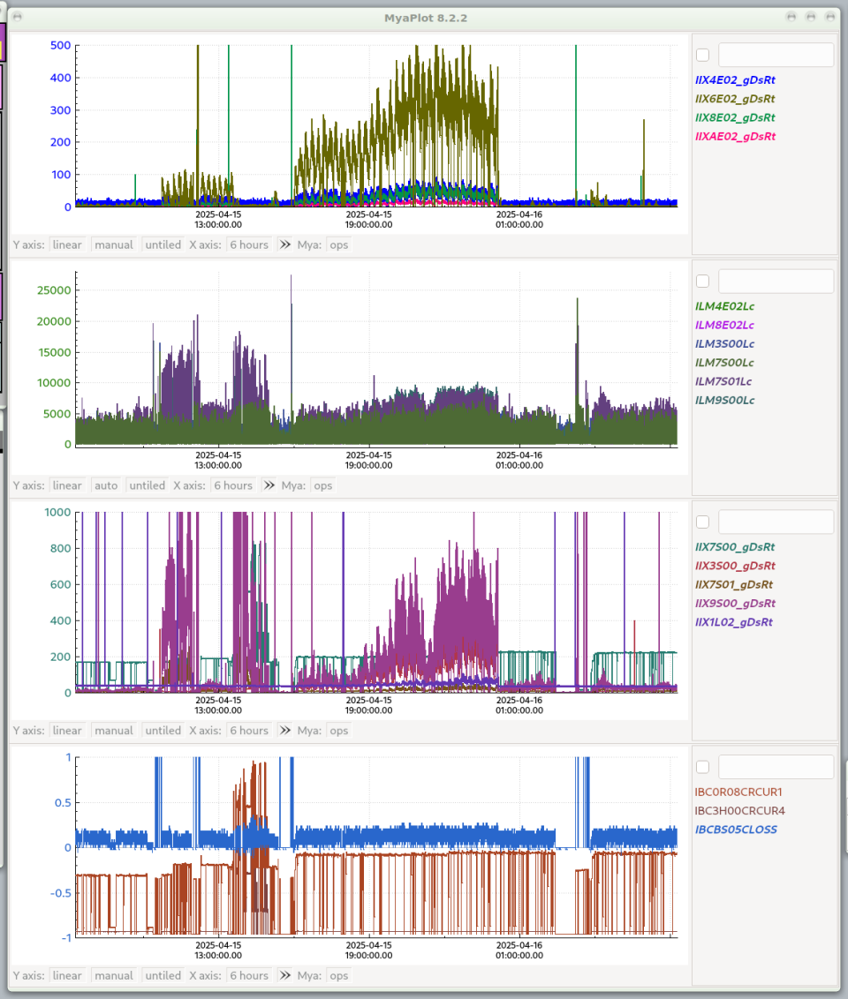 MyaPlot 8.2.2
500
400
300
200
100
0
2025-04-15 2025-04-15 2025-04-16
13:00:00.00 19:00:00.00 01:00:00.00
Y axis: linear manual untiled X axis: 6 hours Mya: ops
IIX4E02_gDsRt
IIX6E02_gDsRt
IIX8E02_gDsRt
IIXAE02_gDsRt
25000
20000
15000
10000
5000
0
2025-04-15 2025-04-15 2025-04-16
13:00:00.00 19:00:00.00 01:00:00.00
Y axis: linear auto untiled X axis: 6 hours Mya: ops
ILM4E02Lc
ILM8E02Lc
ILM3S00Lc
ILM7S00Lc
ILM7S01Lc
ILM9S00Lc
1000
800
600
400
200
0
2025-04-15 2025-04-15 2025-04-16
13:00:00.00 19:00:00.00 01:00:00.00
Y axis: linear manual untiled X axis: 6 hours Mya: ops
IIX7S00_gDsRt
IIX3S00_gDsRt
IIX7S01_gDsRt
IIX9S00_gDsRt
IIX1L02_gDsRt
1
0.5
0
-0.5
-1
2025-04-15 2025-04-15 2025-04-16
13:00:00.00 19:00:00.00 01:00:00.00
Y axis: linear manual untiled X axis: 6 hours Mya: ops
IBC0R08CRCUR1
IBC3H00CRCUR4
IBCBS05CLOSS